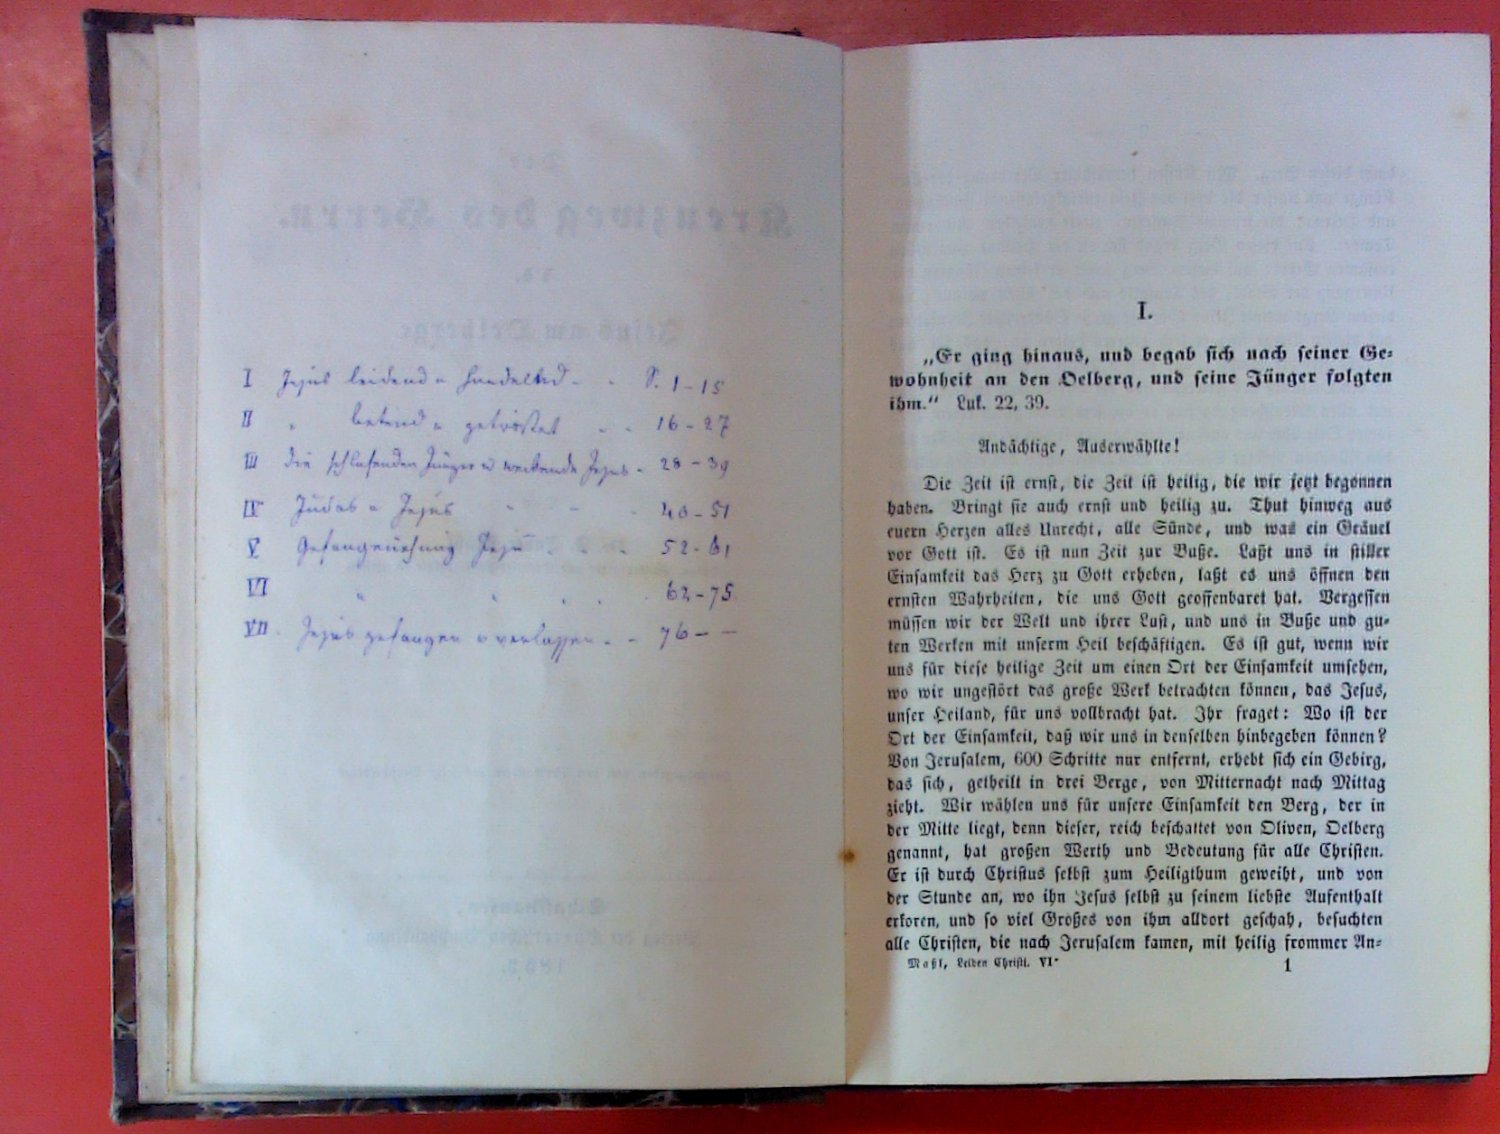 I Jesus leidend u handelnd - - S. 1-15
II " betend u getröstet - - 16-27
III Die schlafenden Jünger u weckende Jesus - 28-39
IV Judas u Jesus " " - 40-51
V Gefangennehmung Jesu - - - 52-61
VI " " . . . 62-75
VII. Jesus gefangen u verlassen. - - 76- -
I.
„Er ging hinaus, und begab sich nach seiner Ge-
wohnheit an den Oelberg, und seine Jünger folgten
ihm.“ Luk. 22, 39.
Andächtige, Auserwählte!
Die Zeit ist ernst, die Zeit ist heilig, die wir jetzt begonnen
haben. Bringt sie auch ernst und heilig zu. Thut hinweg aus
euern Herzen alles Unrecht, alle Sünde, und was ein Gräuel
vor Gott ist. Es ist nun Zeit zur Buße. Laßt uns in stiller
Einsamkeit das Herz zu Gott erheben, laßt es uns öffnen den
ernsten Wahrheiten, die uns Gott geoffenbaret hat. Vergessen
müssen wir der Welt und ihrer Lust, und uns in Buße und gu-
ten Werken mit unserm Heil beschäftigen. Es ist gut, wenn wir
uns für diese heilige Zeit um einen Ort der Einsamkeit umsehen,
wo wir ungestört das große Werk betrachten können, das Jesus,
unser Heiland, für uns vollbracht hat. Ihr fraget: Wo ist der
Ort der Einsamkeit, daß wir uns in denselben hinbegeben können?
Von Jerusalem, 600 Schritte nur entfernt, erhebt sich ein Gebirg,
das sich, getheilt in drei Berge, von Mitternacht nach Mittag
zieht. Wir wählen uns für unsere Einsamkeit den Berg, der in
der Mitte liegt, denn dieser, reich beschattet von Oliven, Oelberg
genannt, hat großen Werth und Bedeutung für alle Christen.
Er ist durch Christus selbst zum Heiligthum geweiht, und von
der Stunde an, wo ihn Jesus selbst zu seinem liebste Aufenthalt
erkoren, und so viel Großes von ihm alldort geschah, besuchten
alle Christen, die nach Jerusalem kamen, mit heilig frommer An-
Maßl, Leiden Christi. VI. 1